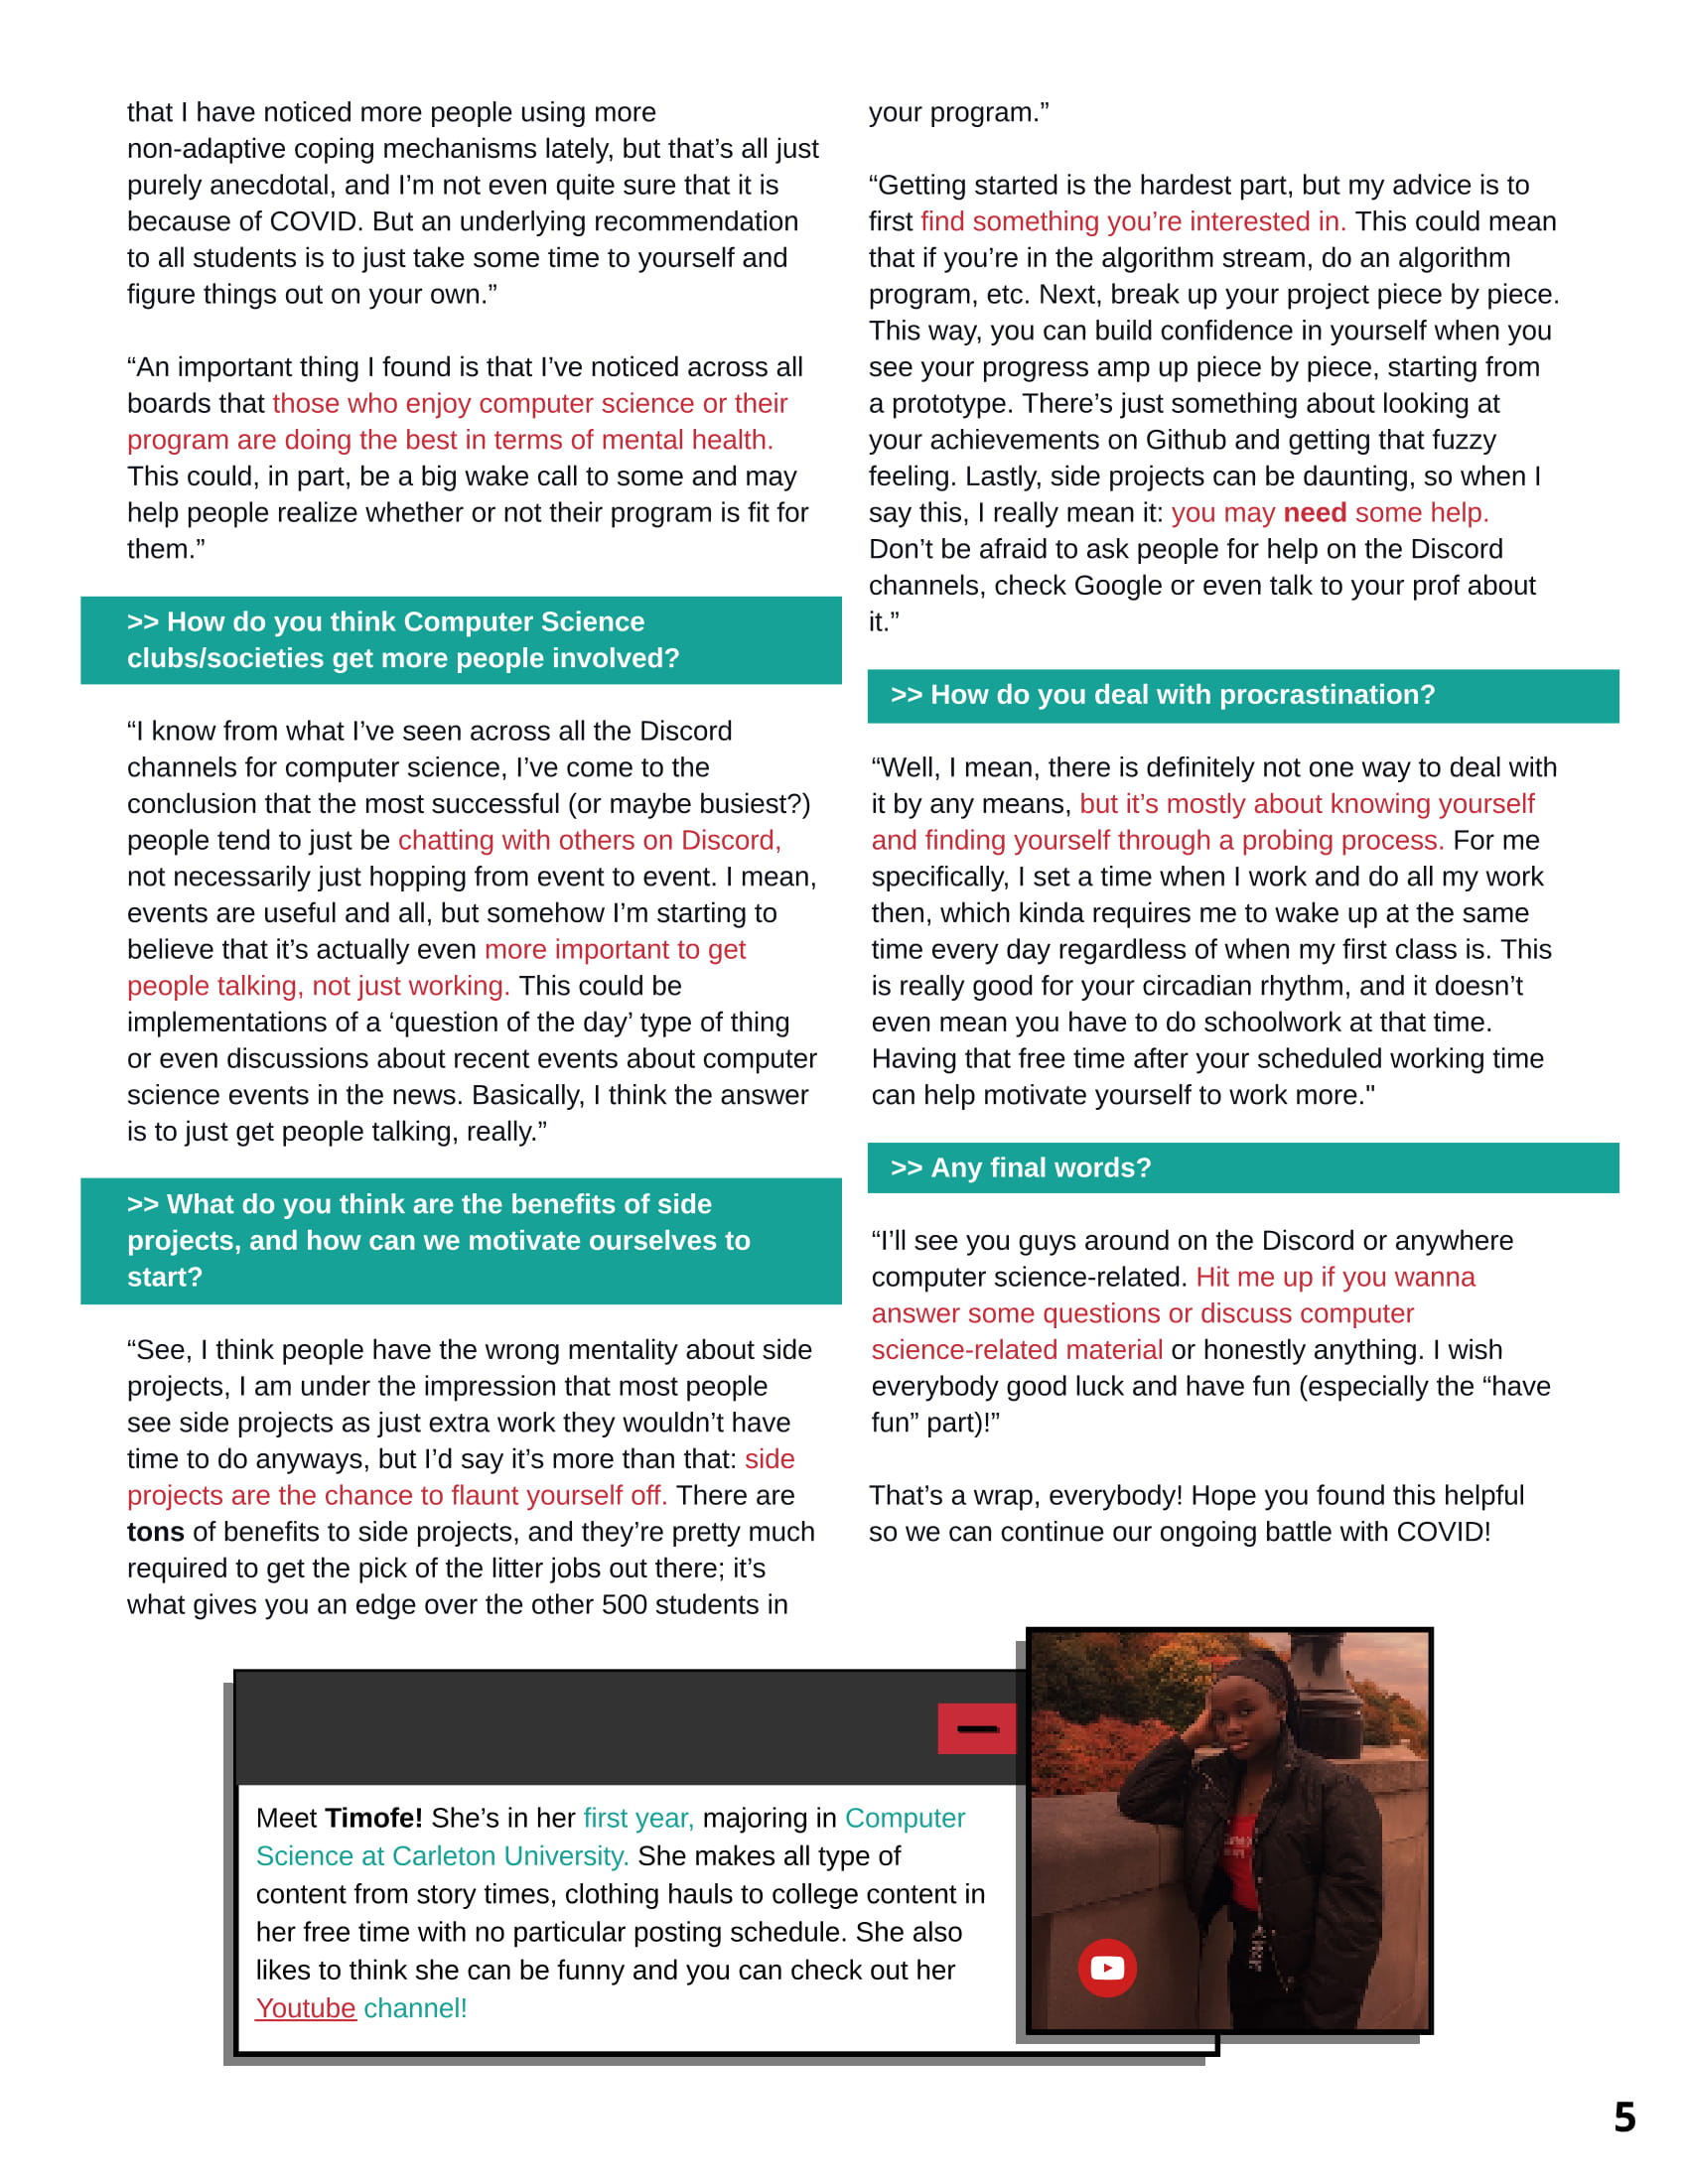 that I have noticed more people using more
non-adaptive coping mechanisms lately, but that’s all just
purely anecdotal, and I’m not even quite sure that it is
because of COVID. But an underlying recommendation
to all students is to just take some time to yourself and
figure things out on your own.”
“An important thing I found is that I’ve noticed across all
boards that those who enjoy computer science or their
program are doing the best in terms of mental health.
This could, in part, be a big wake call to some and may
help people realize whether or not their program is fit for
them.”
>> How do you think Computer Science
clubs/societies get more people involved?
“I know from what I’ve seen across all the Discord
channels for computer science, I’ve come to the
conclusion that the most successful (or maybe busiest?)
people tend to just be chatting with others on Discord,
not necessarily just hopping from event to event. I mean,
events are useful and all, but somehow I’m starting to
believe that it’s actually even more important to get
people talking, not just working. This could be
implementations of a ‘question of the day’ type of thing
or even discussions about recent events about computer
science events in the news. Basically, I think the answer
is to just get people talking, really.”
>> What do you think are the benefits of side
projects, and how can we motivate ourselves to
start?
“See, I think people have the wrong mentality about side
projects, I am under the impression that most people
see side projects as just extra work they wouldn’t have
time to do anyways, but I’d say it’s more than that: side
projects are the chance to flaunt yourself off. There are
tons of benefits to side projects, and they’re pretty much
required to get the pick of the litter jobs out there; it’s
what gives you an edge over the other 500 students in
your program.”
“Getting started is the hardest part, but my advice is to
first find something you’re interested in. This could mean
that if you’re in the algorithm stream, do an algorithm
program, etc. Next, break up your project piece by piece.
This way, you can build confidence in yourself when you
see your progress amp up piece by piece, starting from
a prototype. There’s just something about looking at
your achievements on Github and getting that fuzzy
feeling. Lastly, side projects can be daunting, so when I
say this, I really mean it: you may need some help.
Don’t be afraid to ask people for help on the Discord
channels, check Google or even talk to your prof about
it.”
>> How do you deal with procrastination?
“Well, I mean, there is definitely not one way to deal with
it by any means, but it’s mostly about knowing yourself
and finding yourself through a probing process. For me
specifically, I set a time when I work and do all my work
then, which kinda requires me to wake up at the same
time every day regardless of when my first class is. This
is really good for your circadian rhythm, and it doesn’t
even mean you have to do schoolwork at that time.
Having that free time after your scheduled working time
can help motivate yourself to work more."
>> Any final words?
“I’ll see you guys around on the Discord or anywhere
computer science-related. Hit me up if you wanna
answer some questions or discuss computer
science-related material or honestly anything. I wish
everybody good luck and have fun (especially the “have
fun” part)!”
That’s a wrap, everybody! Hope you found this helpful
so we can continue our ongoing battle with COVID!
Meet Timofe! She’s in her first year, majoring in Computer
Science at Carleton University. She makes all type of
content from story times, clothing hauls to college content in
her free time with no particular posting schedule. She also
likes to think she can be funny and you can check out her
Youtube channel!
5